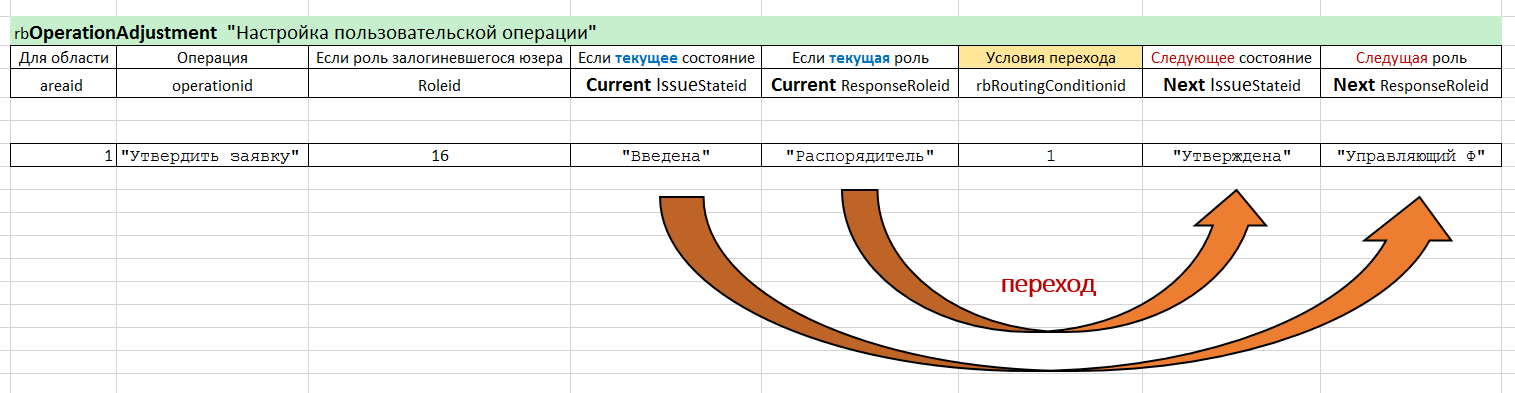 rbOperationAdjustment "Настройка пользовательской операции"
Для области Операция Если роль залогиневшегося юзера Если текущее состояние Если текущая роль Условия перехода Следующее состояние Следущая роль
areaid operationid Roleid Current IssueStateid Current ResponseRoleid rbRoutingConditionid Next IssueStateid Next ResponseRoleid
1 "Утвердить заявку" 16 "Введена" "Распорядитель" 1 "Утверждена" "Управляющий Ф"
переход